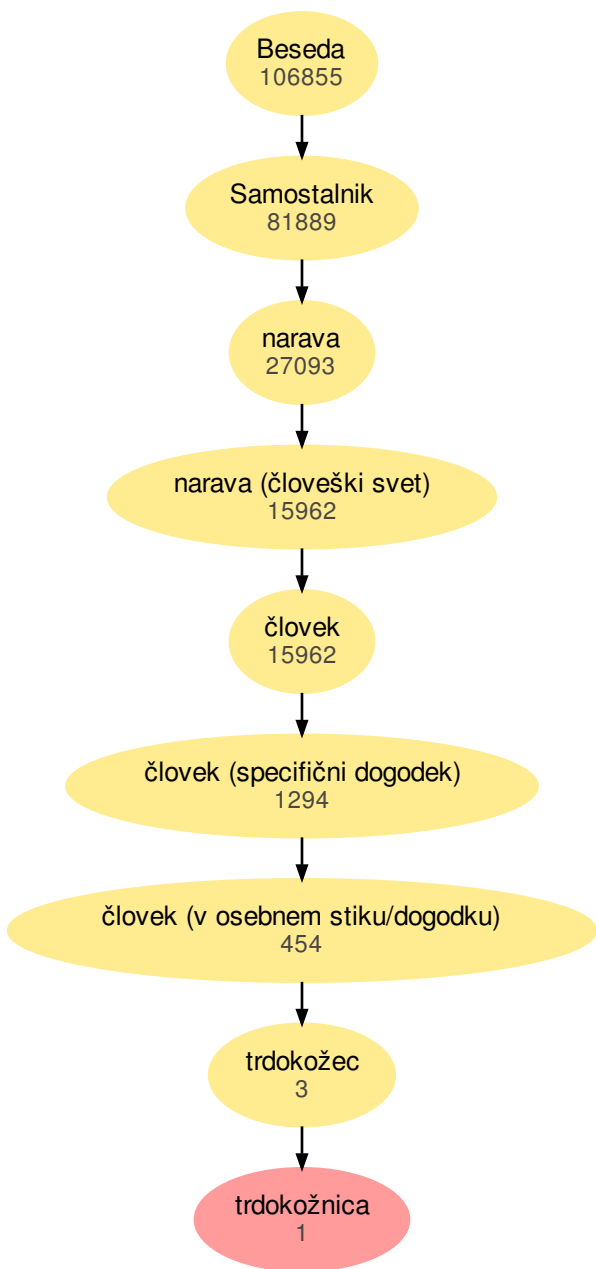 Beseda
106855
Samostalnik
81889
narava
27093
narava (človeški svet)
15962
človek
15962
človek (specifični dogodek)
1294
človek (v osebnem stiku/dogodku)
454
trdokožec
3
trdokožnica
1